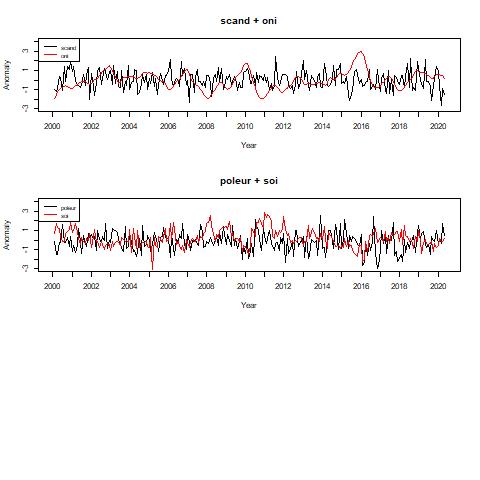 scand + oni
3
1
-1
-3
Anomaly
scand
oni
2000 2002 2004 2006 2008 2010 2012 2014 2016 2018 2020
Year
poleur + soi
3
1
-1
-3
Anomaly
poleur
soi
2000 2002 2004 2006 2008 2010 2012 2014 2016 2018 2020
Year